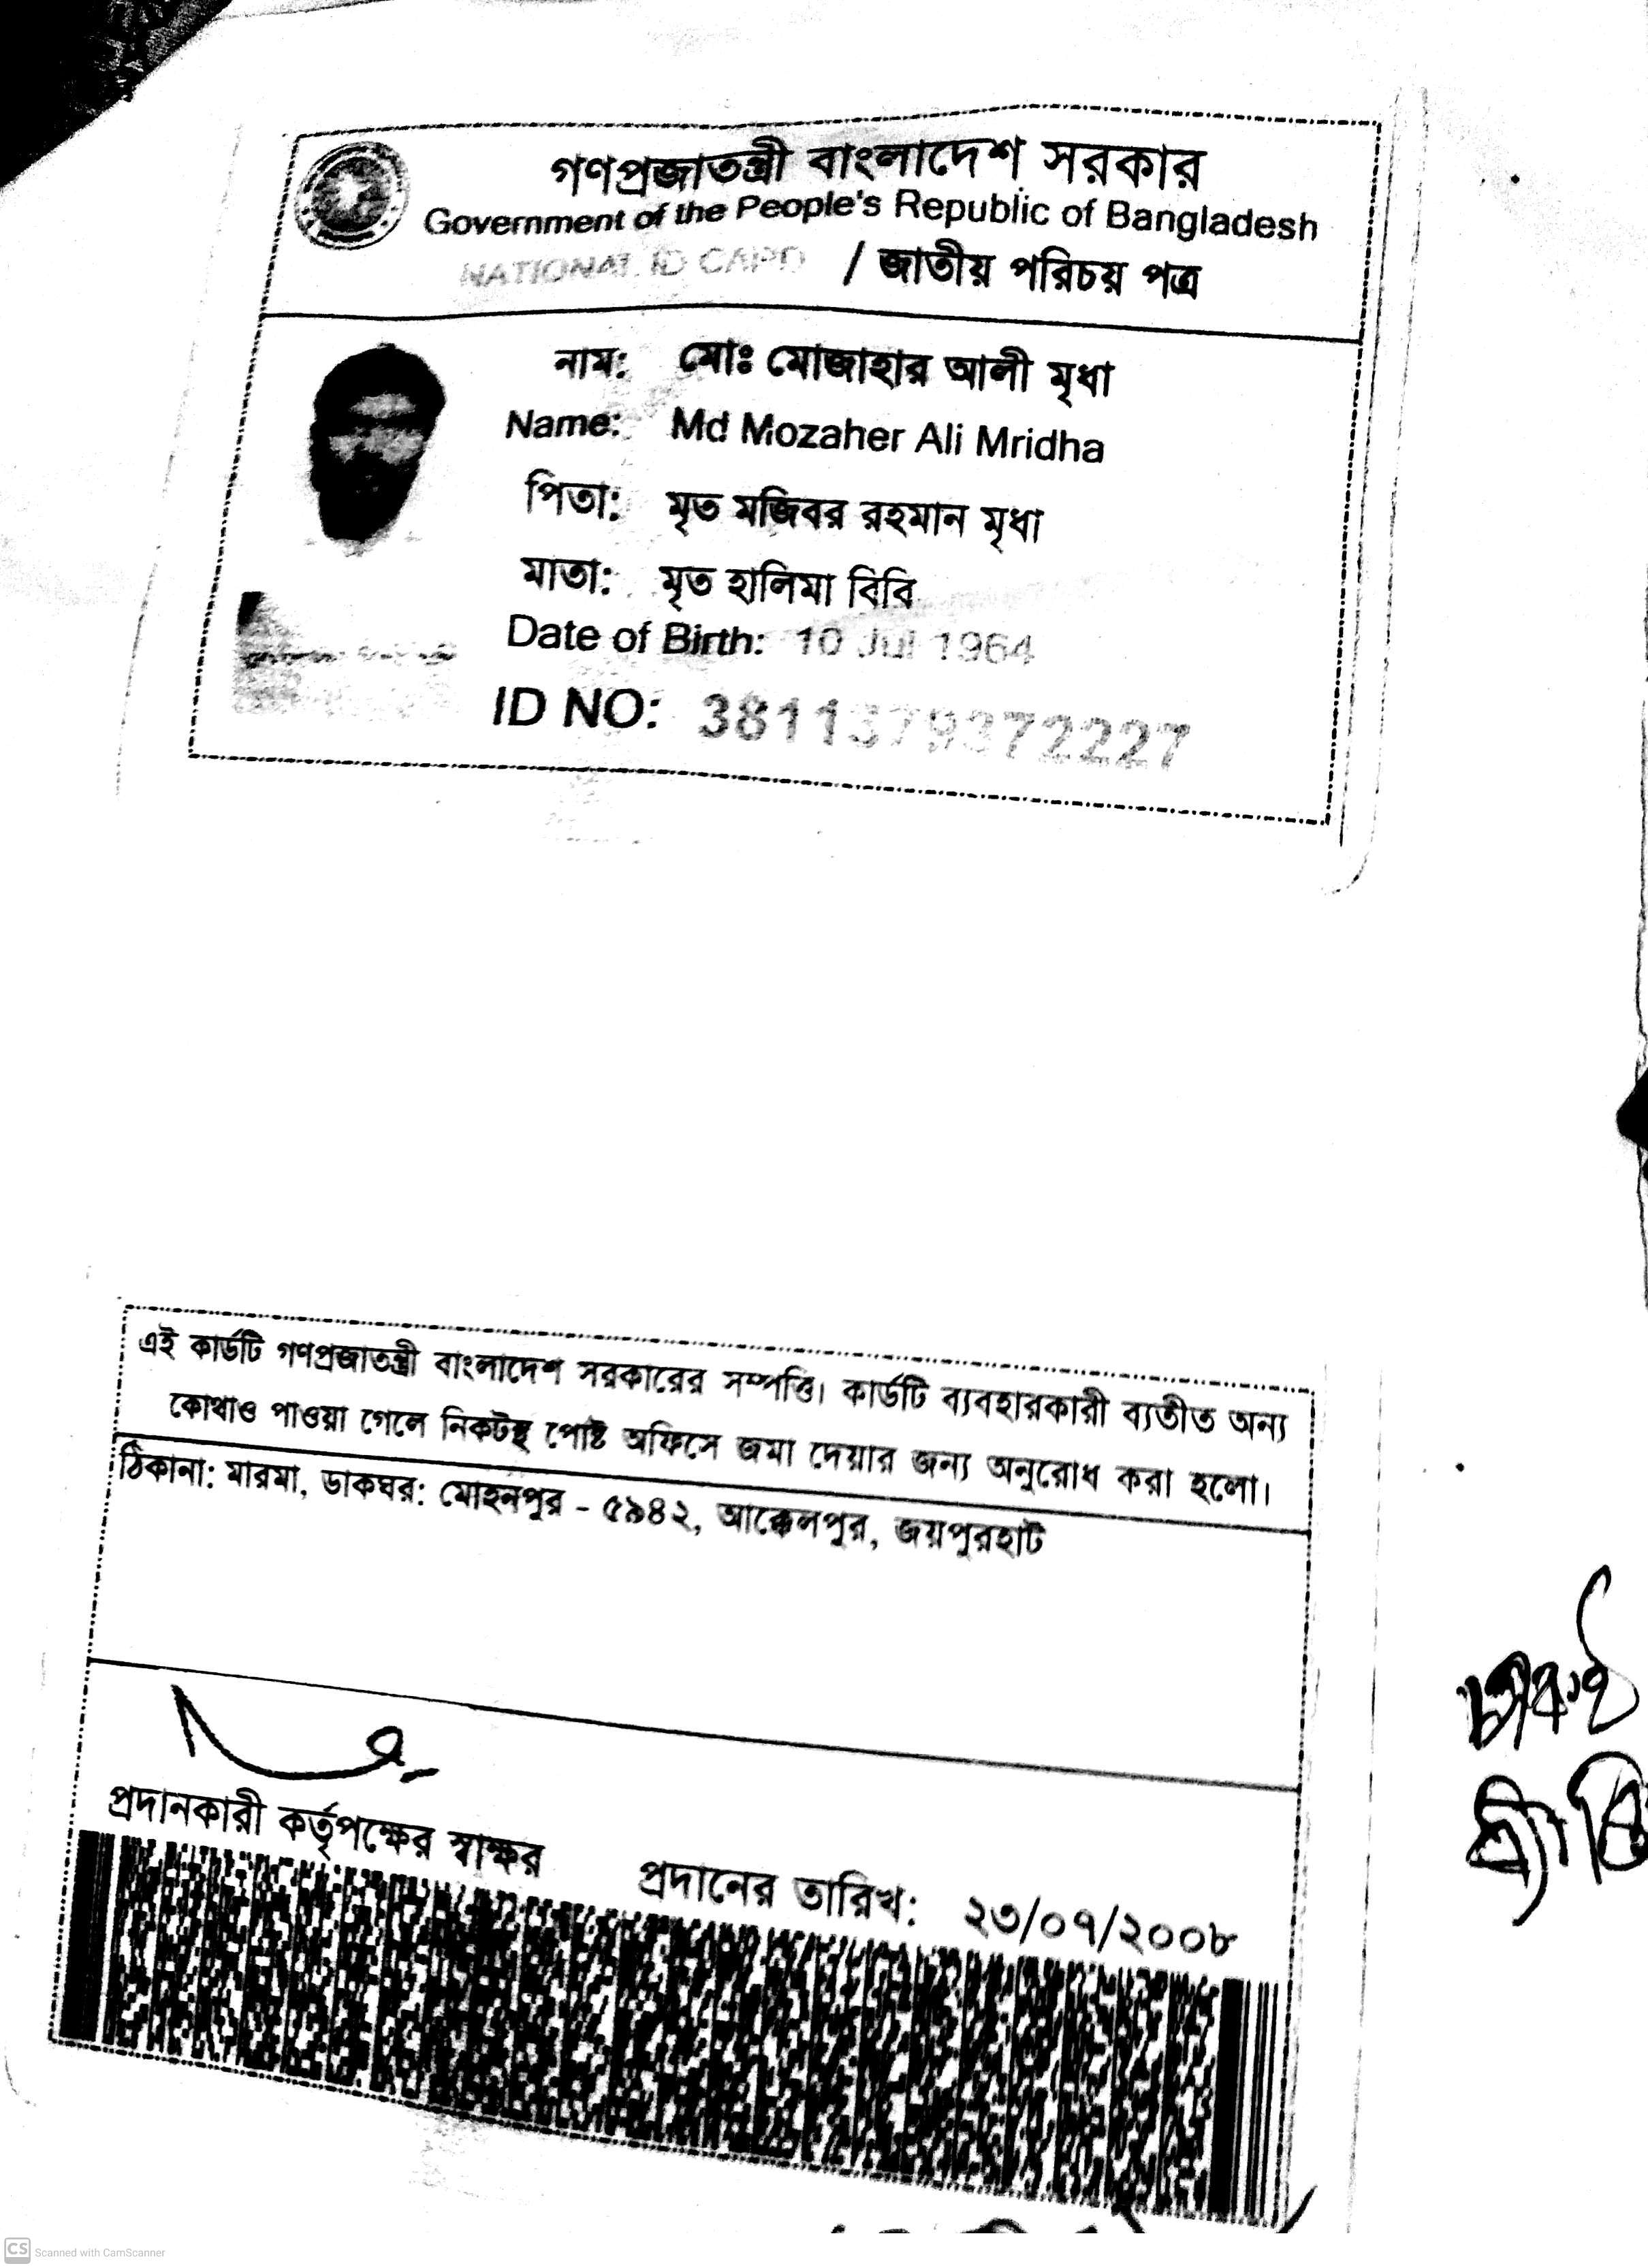 গণপ্রজাতন্ত্রী বাংলাদেশ সরকার
Government of the People's Republic of Bangladesh
NATIONAL ID CARD / জাতীয় পরিচয় পত্র
নাম: মোঃ মোজাহার আলী মৃধা
Name: Md Mozaher Ali Mridha
পিতা: মৃত মজিবর রহমান মৃধা
মাতা: মৃত হালিমা বিবি
Date of Birth: 10 Jul 1964
ID NO: 3811379372227
এই কার্ডটি গণপ্রজাতন্ত্রী বাংলাদেশ সরকারের সম্পত্তি। কার্ডটি ব্যবহারকারী ব্যতীত অন্য
কোথাও পাওয়া গেলে নিকটস্থ পোষ্ট অফিসে জমা দেয়ার জন্য অনুরোধ করা হলো।
ঠিকানা: মারমা, ডাকঘর: মোহনপুর - ৫৯৪২, আক্কেলপুর, জয়পুরহাট
প্রদানকারী কর্তৃপক্ষের স্বাক্ষর
প্রদানের তারিখ: ২৩/০৭/২০০৮
CS Scanned with CamScanner